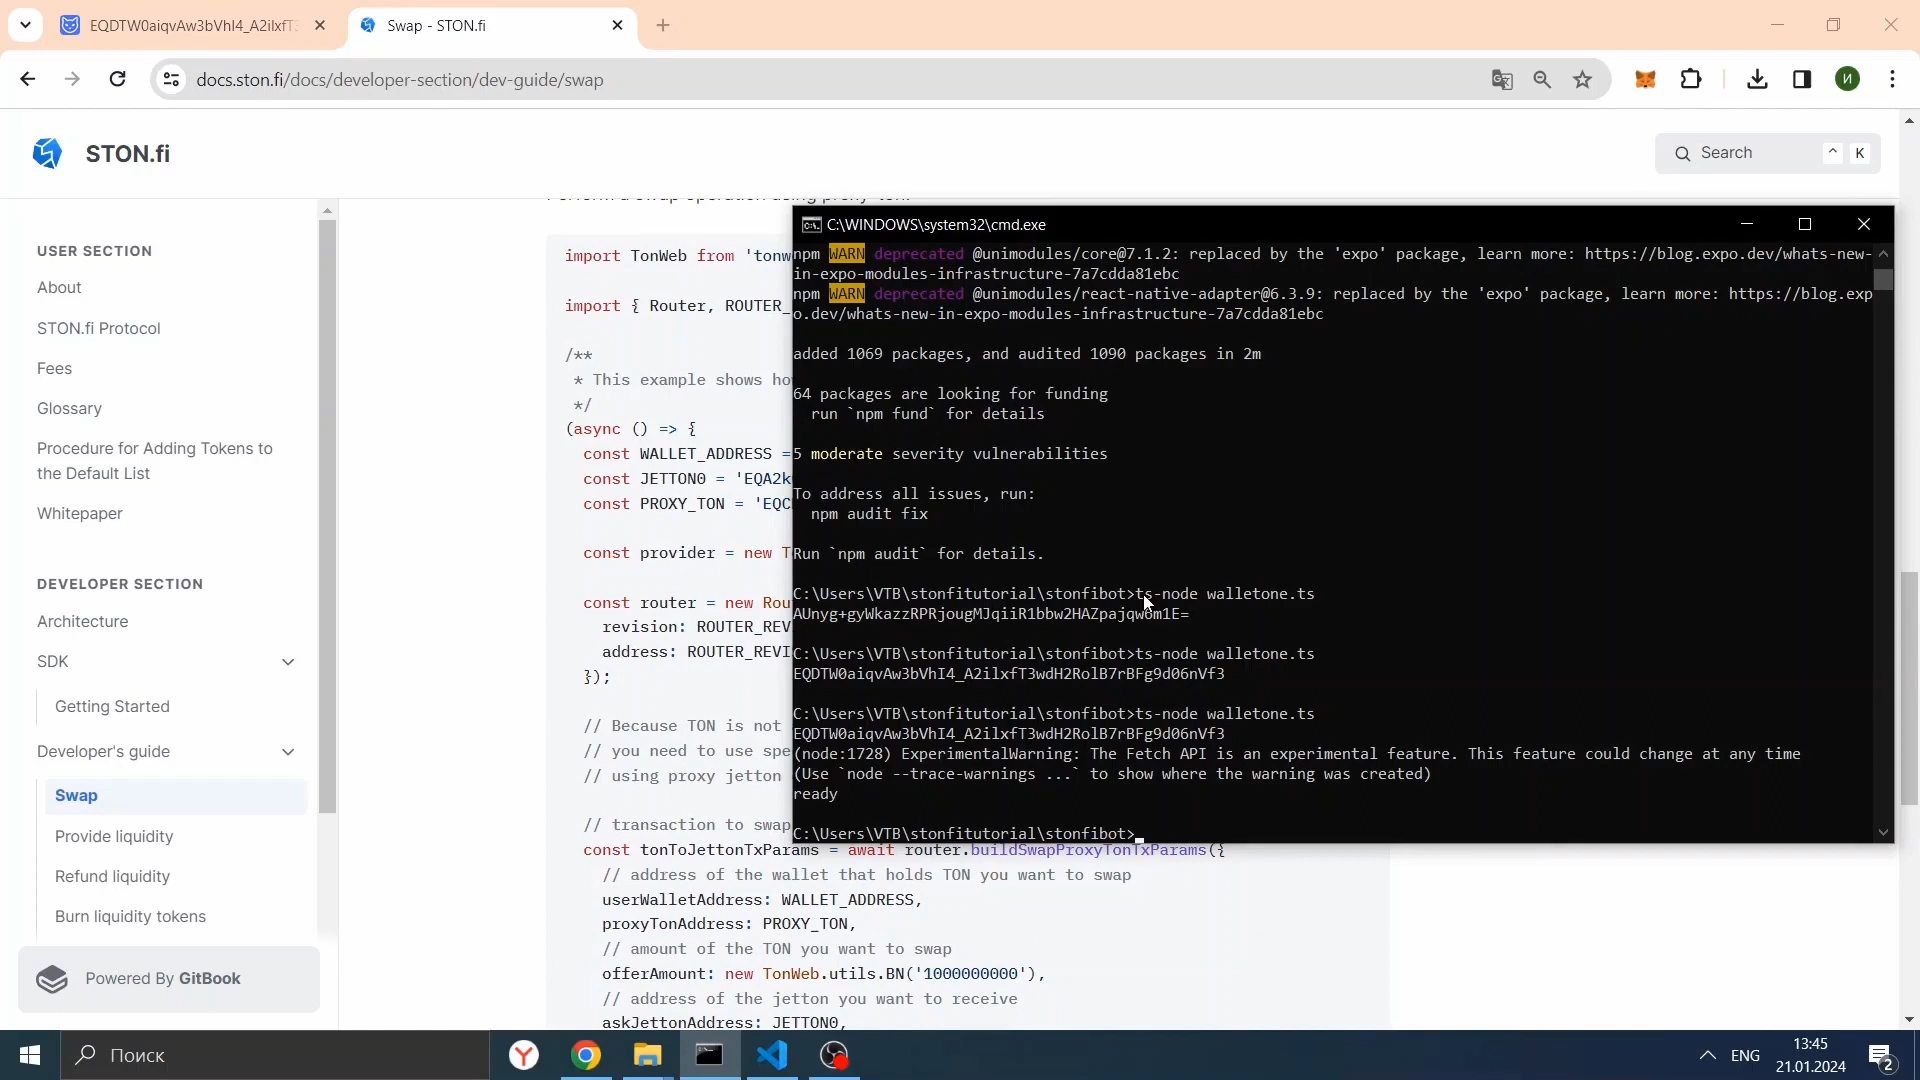 EQDTW0aiqvAw3bVhI4_A2ilxfT3
Swap - STON.fi
docs.ston.fi/docs/developer-section/dev-guide/swap
И
STON.fi
Search
^ K
USER SECTION
About
STON.fi Protocol
Fees
Glossary
Procedure for Adding Tokens to
the Default List
Whitepaper
DEVELOPER SECTION
Architecture
SDK
Getting Started
Developer's guide
Swap
Provide liquidity
Refund liquidity
Burn liquidity tokens
Powered By GitBook
import TonWeb from 'tonw
import { Router, ROUTER_
/**
* This example shows ho
*/
(async () => {
const WALLET_ADDRESS =
const JETTON0 = 'EQA2k
const PROXY_TON = 'EQC
const provider = new T
const router = new Rou
revision: ROUTER_REV
address: ROUTER_REVI
});
// Because TON is not
// you need to use spe
// using proxy jetton
// transaction to swap
const tonToJettonTxParams = await router.buildSwapProxyTonTxParams({
// address of the wallet that holds TON you want to swap
userWalletAddress: WALLET_ADDRESS,
proxyTonAddress: PROXY_TON,
// amount of the TON you want to swap
offerAmount: new TonWeb.utils.BN('1000000000'),
// address of the jetton you want to receive
askJettonAddress: JETTON0,
C:\WINDOWS\system32\cmd.exe
npm WARN deprecated @unimodules/core@7.1.2: replaced by the 'expo' package, learn more: https://blog.expo.dev/whats-new-
in-expo-modules-infrastructure-7a7cdda81ebc
npm WARN deprecated @unimodules/react-native-adapter@6.3.9: replaced by the 'expo' package, learn more: https://blog.exp
o.dev/whats-new-in-expo-modules-infrastructure-7a7cdda81ebc
added 1069 packages, and audited 1090 packages in 2m
64 packages are looking for funding
run `npm fund` for details
5 moderate severity vulnerabilities
To address all issues, run:
npm audit fix
Run `npm audit` for details.
C:\Users\VTB\stonfitutorial\stonfibot>ts-node walletone.ts
AUnyg+gyWkazzRPRjougMJqiiR1bbw2HAZpajqw6m1E=
C:\Users\VTB\stonfitutorial\stonfibot>ts-node walletone.ts
EQDTW0aiqvAw3bVhI4_A2ilxfT3wdH2RolB7rBFg9d06nVf3
C:\Users\VTB\stonfitutorial\stonfibot>ts-node walletone.ts
EQDTW0aiqvAw3bVhI4_A2ilxfT3wdH2RolB7rBFg9d06nVf3
(node:1728) ExperimentalWarning: The Fetch API is an experimental feature. This feature could change at any time
(Use `node --trace-warnings ...` to show where the warning was created)
ready
C:\Users\VTB\stonfitutorial\stonfibot>
Поиск
ENG
13:45
21.01.2024
2